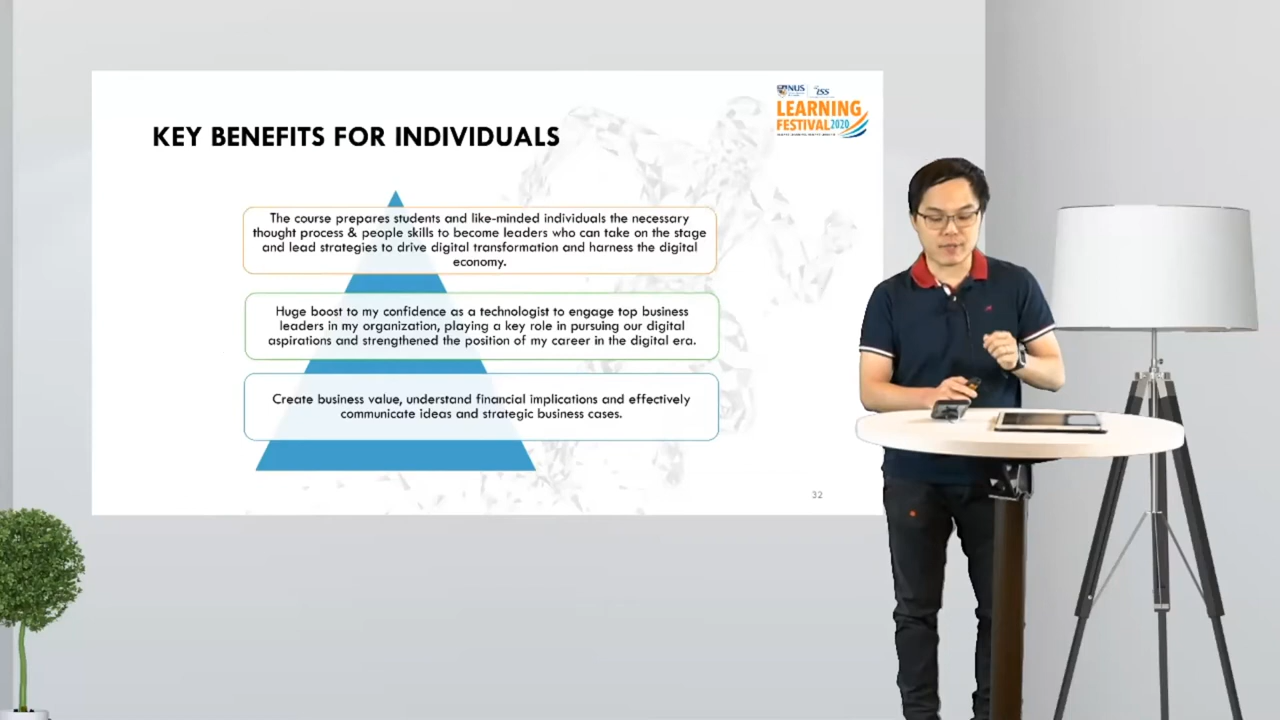 NUS
ISS
LEARNING
FESTIVAL 2020
KEY BENEFITS FOR INDIVIDUALS
The course prepares students and like-minded individuals the necessary
thought process & people skills to become leaders who can take on the stage
and lead strategies to drive digital transformation and harness the digital
economy.
Huge boost to my confidence as a technologist to engage top business
leaders in my organization, playing a key role in pursuing our digital
aspirations and strengthened the position of my career in the digital era.
Create business value, understand financial implications and effectively
communicate ideas and strategic business cases.
32